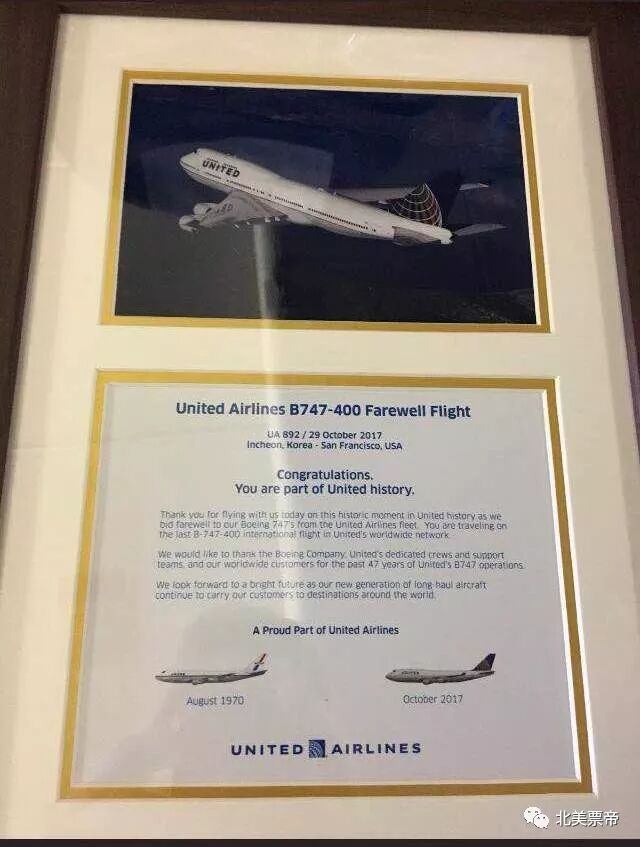 UNITED
United Airlines B747-400 Farewell Flight
UA 892 / 29 October 2017
Incheon, Korea - San Francisco, USA
Congratulations.
You are part of United history.
Thank you for flying with us today on this historic moment in United history as we
bid farewell to our Boeing 747's from the United Airlines fleet. You are traveling on
the last B-747-400 international flight in United's worldwide network.
We would like to thank the Boeing Company, United's dedicated crews and support
teams, and our worldwide customers for the past 47 years of United's B747 operations.
We look forward to a bright future as our new generation of long haul aircraft
continue to carry our customers to destinations around the world.
A Proud Part of United Airlines
August 1970
October 2017
UNITED AIRLINES
北美票帝